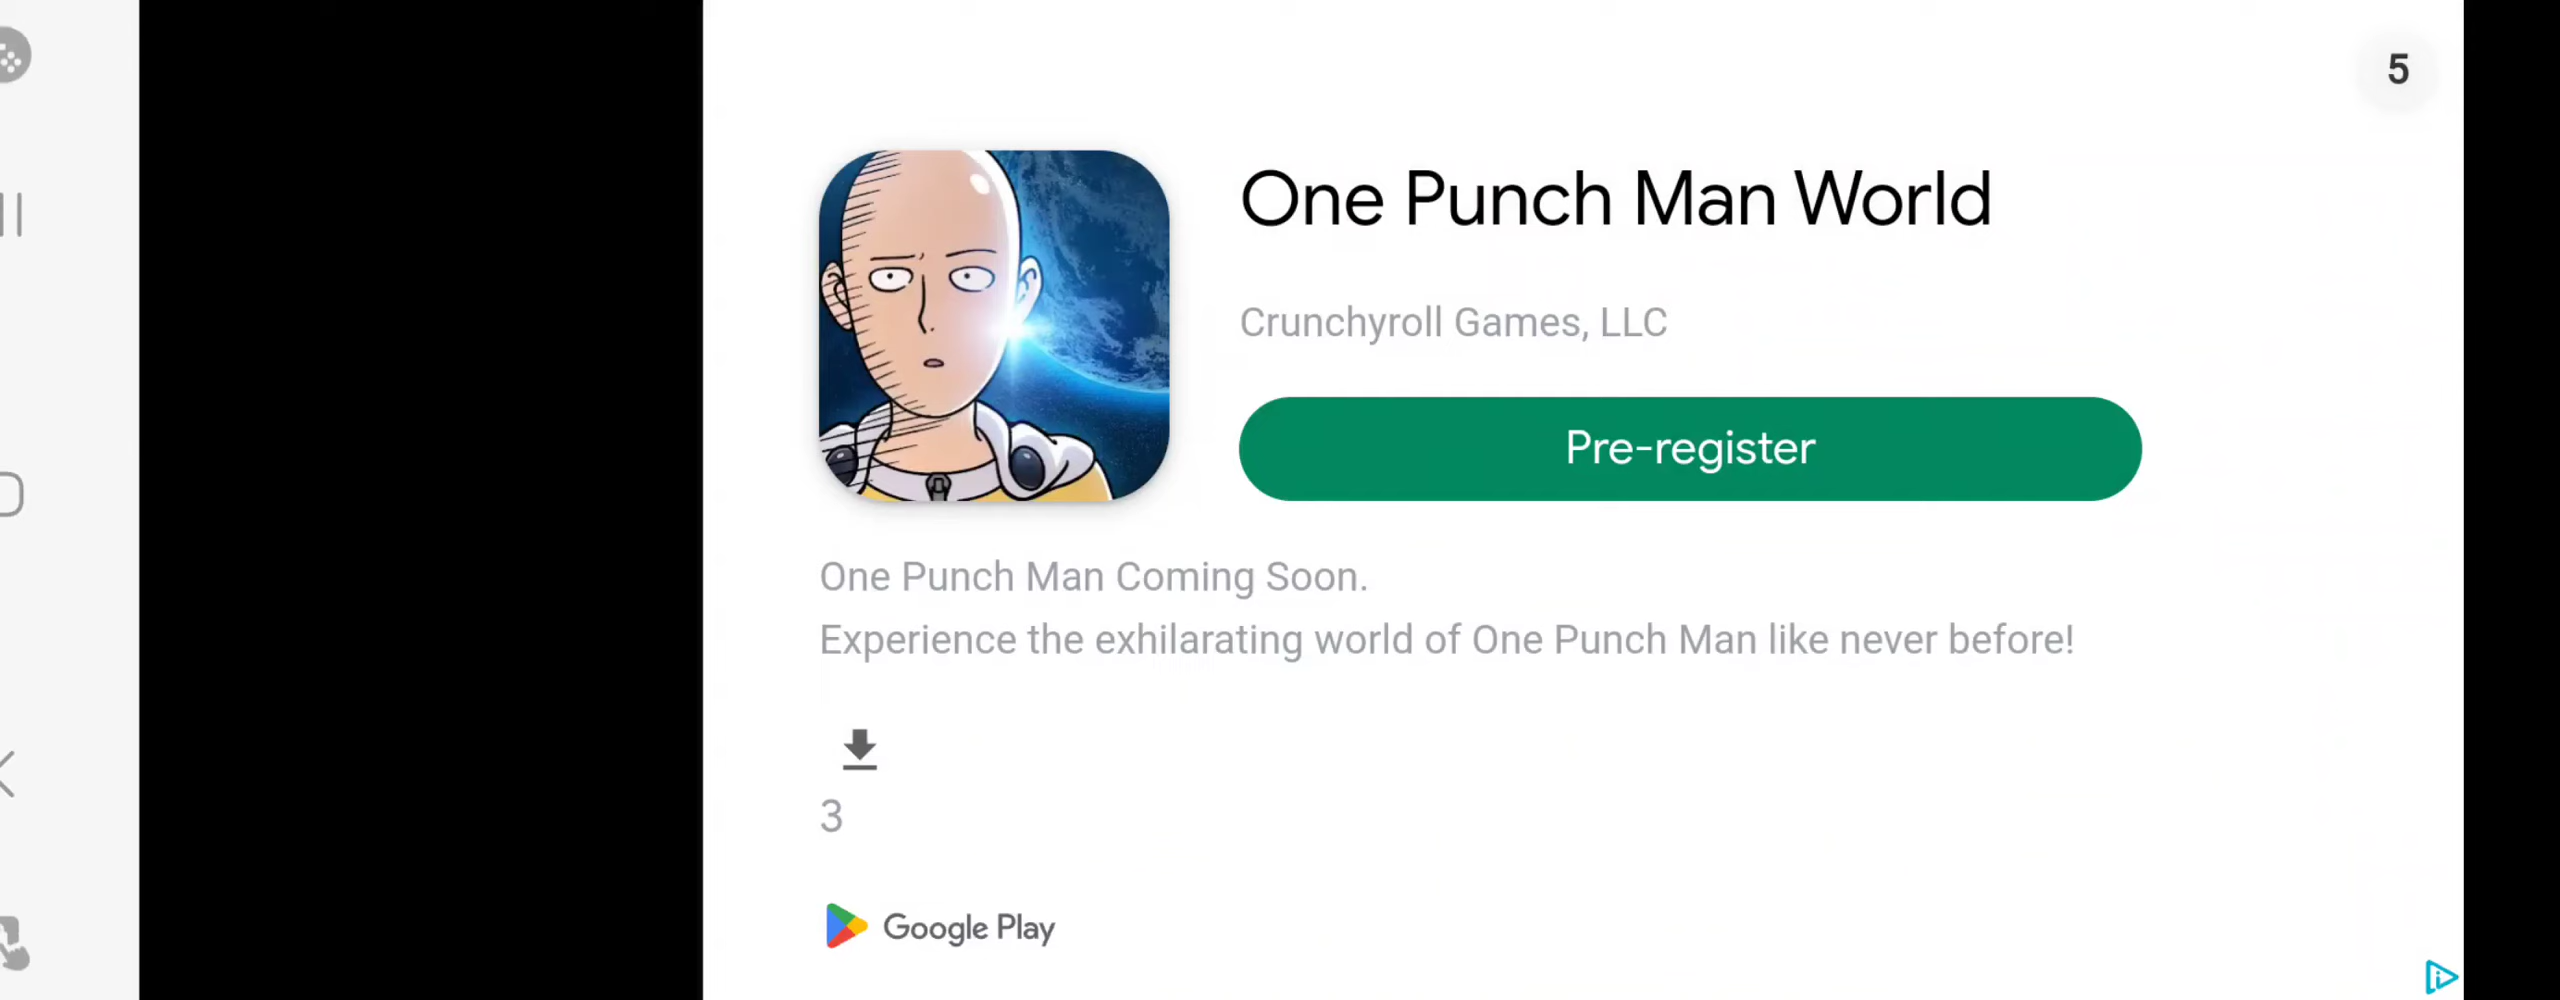 5
One Punch Man World
Crunchyroll Games, LLC
Pre-register
One Punch Man Coming Soon.
Experience the exhilarating world of One Punch Man like never before!
3
Google Play